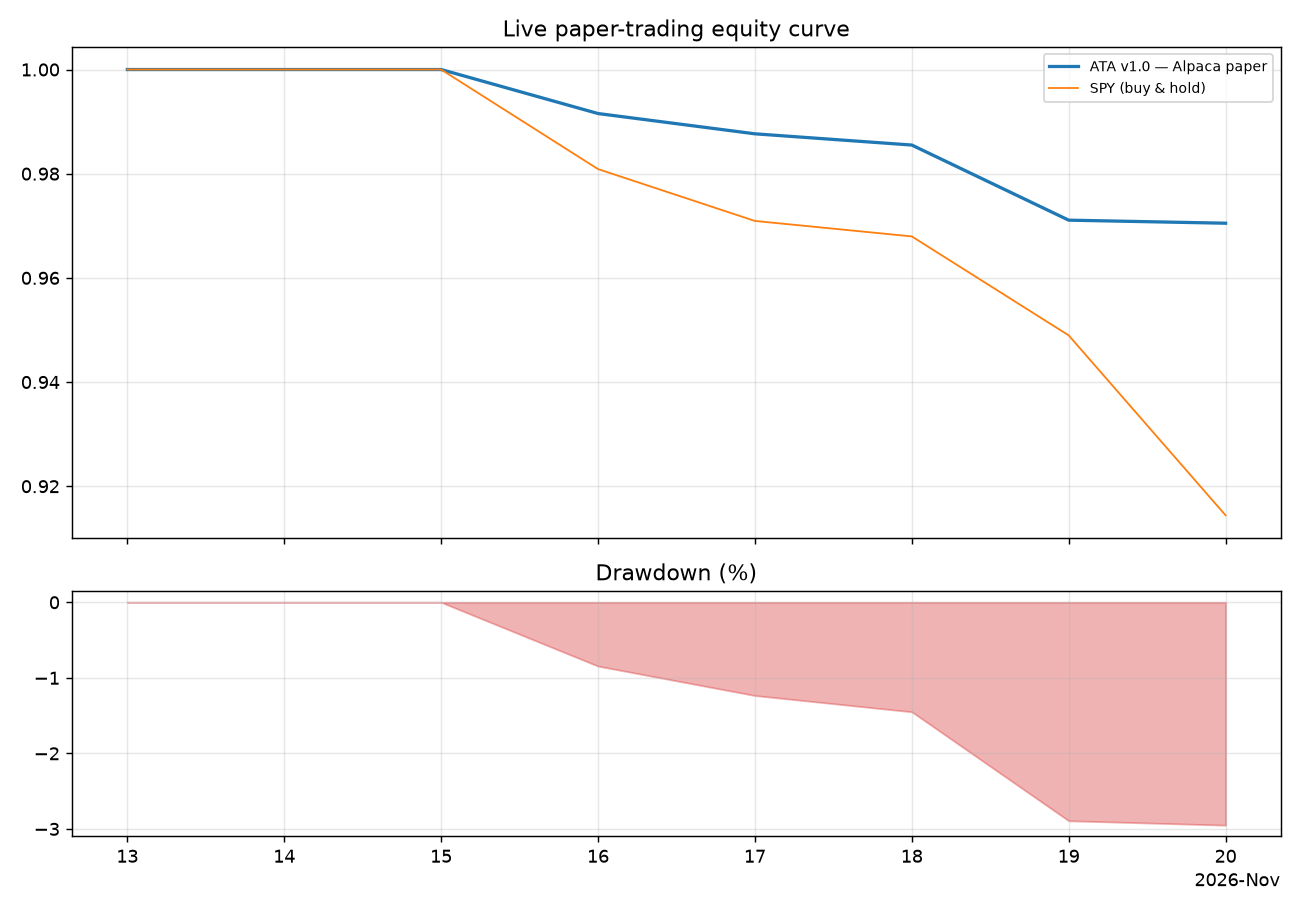 Live paper-trading equity curve
ATA v1.0 — Alpaca paper
SPY (buy & hold)
1.00
0.98
0.96
0.94
0.92
Drawdown (%)
0
−1
−2
−3
13 14 15 16 17 18 19 20
2026-Nov